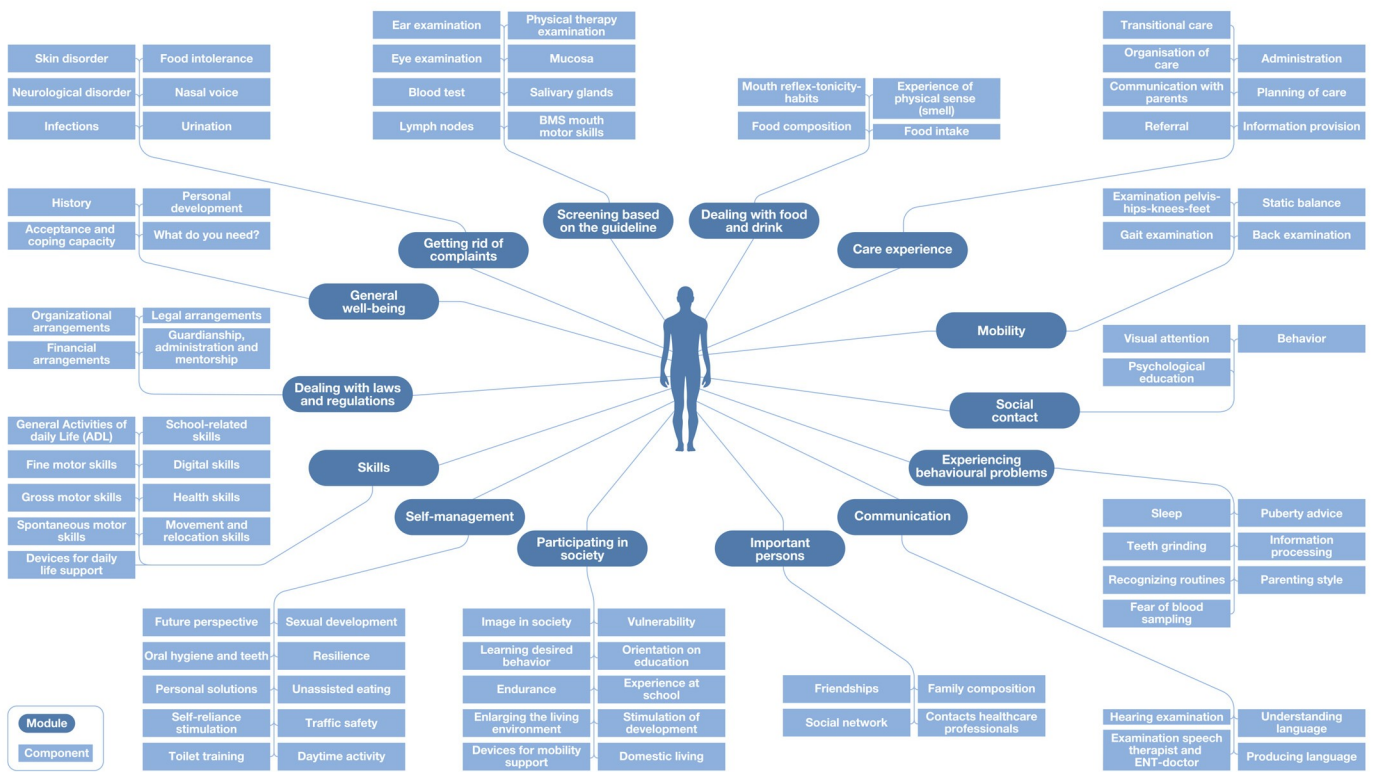 Ear examination
Physical therapy
examination
Eye examination
Mucosa
Blood test
Salivary glands
Lymph nodes
BMS mouth
motor skills
Skin disorder
Food intolerance
Neurological disorder
Nasal voice
Infections
Urination
Mouth reflex-tonicity-
habits
Experience of
physical sense
(smell)
Food composition
Food intake
Transitional care
Organisation of
care
Administration
Communication with
parents
Planning of care
Referral
Information provision
History
Personal
development
Acceptance and
coping capacity
What do you need?
Examination pelvis-
hips-knees-feet
Static balance
Gait examination
Back examination
Screening based
on the guideline
Dealing with food
and drink
Getting rid of
complaints
Care experience
General
well-being
Mobility
Organizational
arrangements
Legal arrangements
Financial
arrangements
Guardianship,
administration and
mentorship
Visual attention
Behavior
Psychological
education
Dealing with laws
and regulations
Social
contact
General Activities of
daily Life (ADL)
School-related
skills
Fine motor skills
Digital skills
Gross motor skills
Health skills
Spontaneous motor
skills
Movement and
relocation skills
Devices for daily
life support
Skills
Experiencing
behavioural problems
Self-management
Communication
Participating in
society
Important
persons
Sleep
Puberty advice
Teeth grinding
Information
processing
Recognizing routines
Parenting style
Fear of blood
sampling
Future perspective
Sexual development
Oral hygiene and teeth
Resilience
Personal solutions
Unassisted eating
Self-reliance
stimulation
Traffic safety
Toilet training
Daytime activity
Image in society
Vulnerability
Learning desired
behavior
Orientation on
education
Endurance
Experience at
school
Enlarging the living
environment
Stimulation of
development
Devices for mobility
support
Domestic living
Friendships
Family composition
Social network
Contacts healthcare
professionals
Hearing examination
Understanding
language
Examination speech
therapist and
ENT-doctor
Producing language
Module
Component